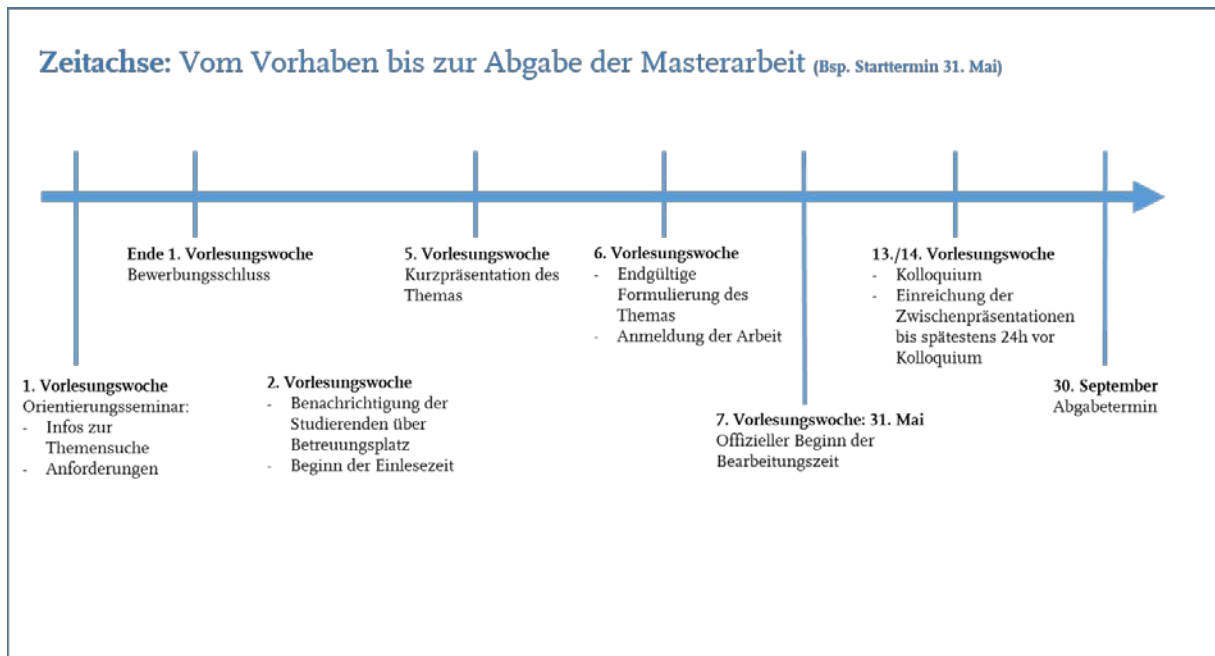 Zeitachse: Vom Vorhaben bis zur Abgabe der Masterarbeit (Bsp. Starttermin 31. Mai)
Ende 1. Vorlesungswoche
Bewerbungsschluss
5. Vorlesungswoche
Kurzpräsentation des
Themas
6. Vorlesungswoche
- Endgültige
Formulierung des
Themas
- Anmeldung der Arbeit
13./14. Vorlesungswoche
- Kolloquium
- Einreichung der
Zwischenpräsentationen
bis spätestens 24h vor
Kolloquium
1. Vorlesungswoche
Orientierungsseminar:
- Infos zur
Themensuche
- Anforderungen
2. Vorlesungswoche
- Benachrichtigung der
Studierenden über
Betreuungsplatz
- Beginn der Einlesezeit
7. Vorlesungswoche: 31. Mai
Offizieller Beginn der
Bearbeitungszeit
30. September
Abgabetermin